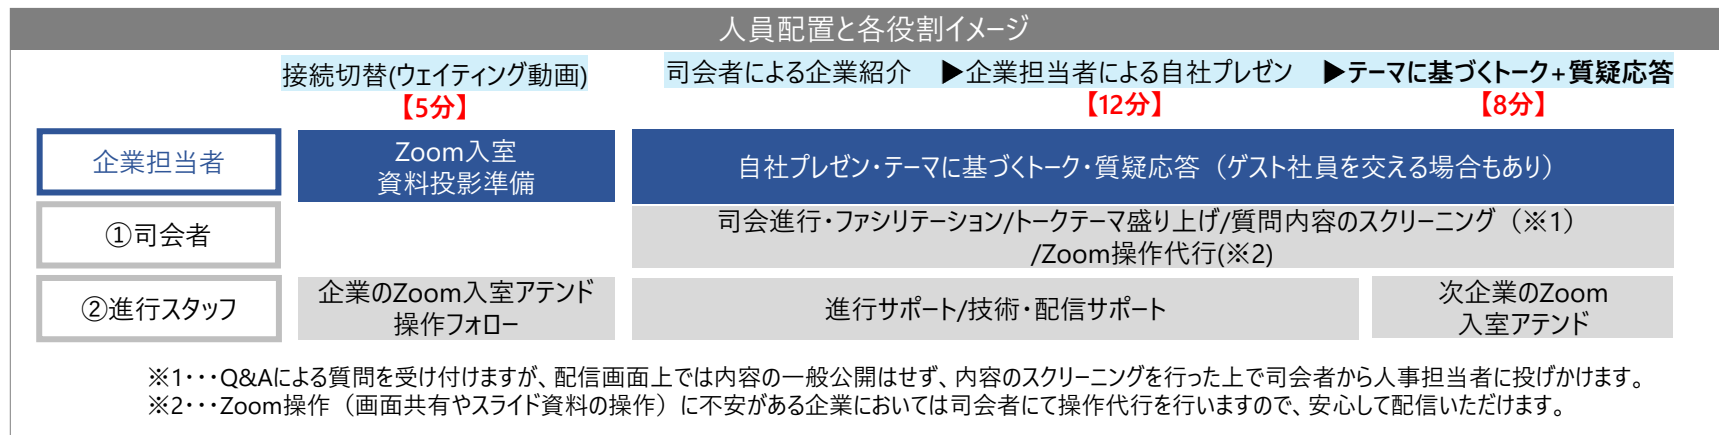 人員配置と各役割イメージ
接続切替(ウェイティング動画)
【5分】
司会者による企業紹介　▶企業担当者による自社プレゼン　▶テーマに基づくトーク+質疑応答
【12分】
【8分】
企業担当者
Zoom入室
資料投影準備
自社プレゼン・テーマに基づくトーク・質疑応答（ゲスト社員を交える場合もあり）
①司会者
司会進行・ファシリテーション/トークテーマ盛り上げ/質問内容のスクリーニング（※1）
/Zoom操作代行(※2)
②進行スタッフ
企業のZoom入室アテンド
操作フォロー
進行サポート/技術・配信サポート
次企業のZoom
入室アテンド
※1・・・Q&Aによる質問を受け付けますが、配信画面上では内容の一般公開はせず、内容のスクリーニングを行った上で司会者から人事担当者に投げかけます。
※2・・・Zoom操作（画面共有やスライド資料の操作）に不安がある企業においては司会者にて操作代行を行いますので、安心して配信いただけます。